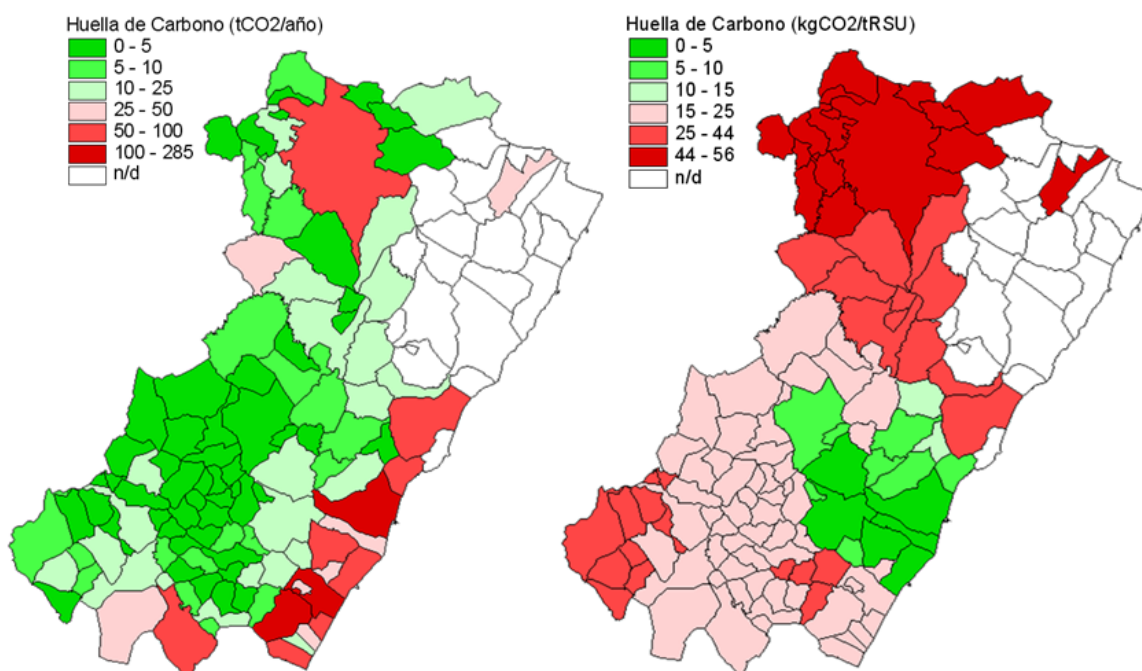 Huella de Carbono (tCO2/año)
0 - 5
5 - 10
10 - 25
25 - 50
50 - 100
100 - 285
n/d
Huella de Carbono (kgCO2/tRSU)
0 - 5
5 - 10
10 - 15
15 - 25
25 - 44
44 - 56
n/d